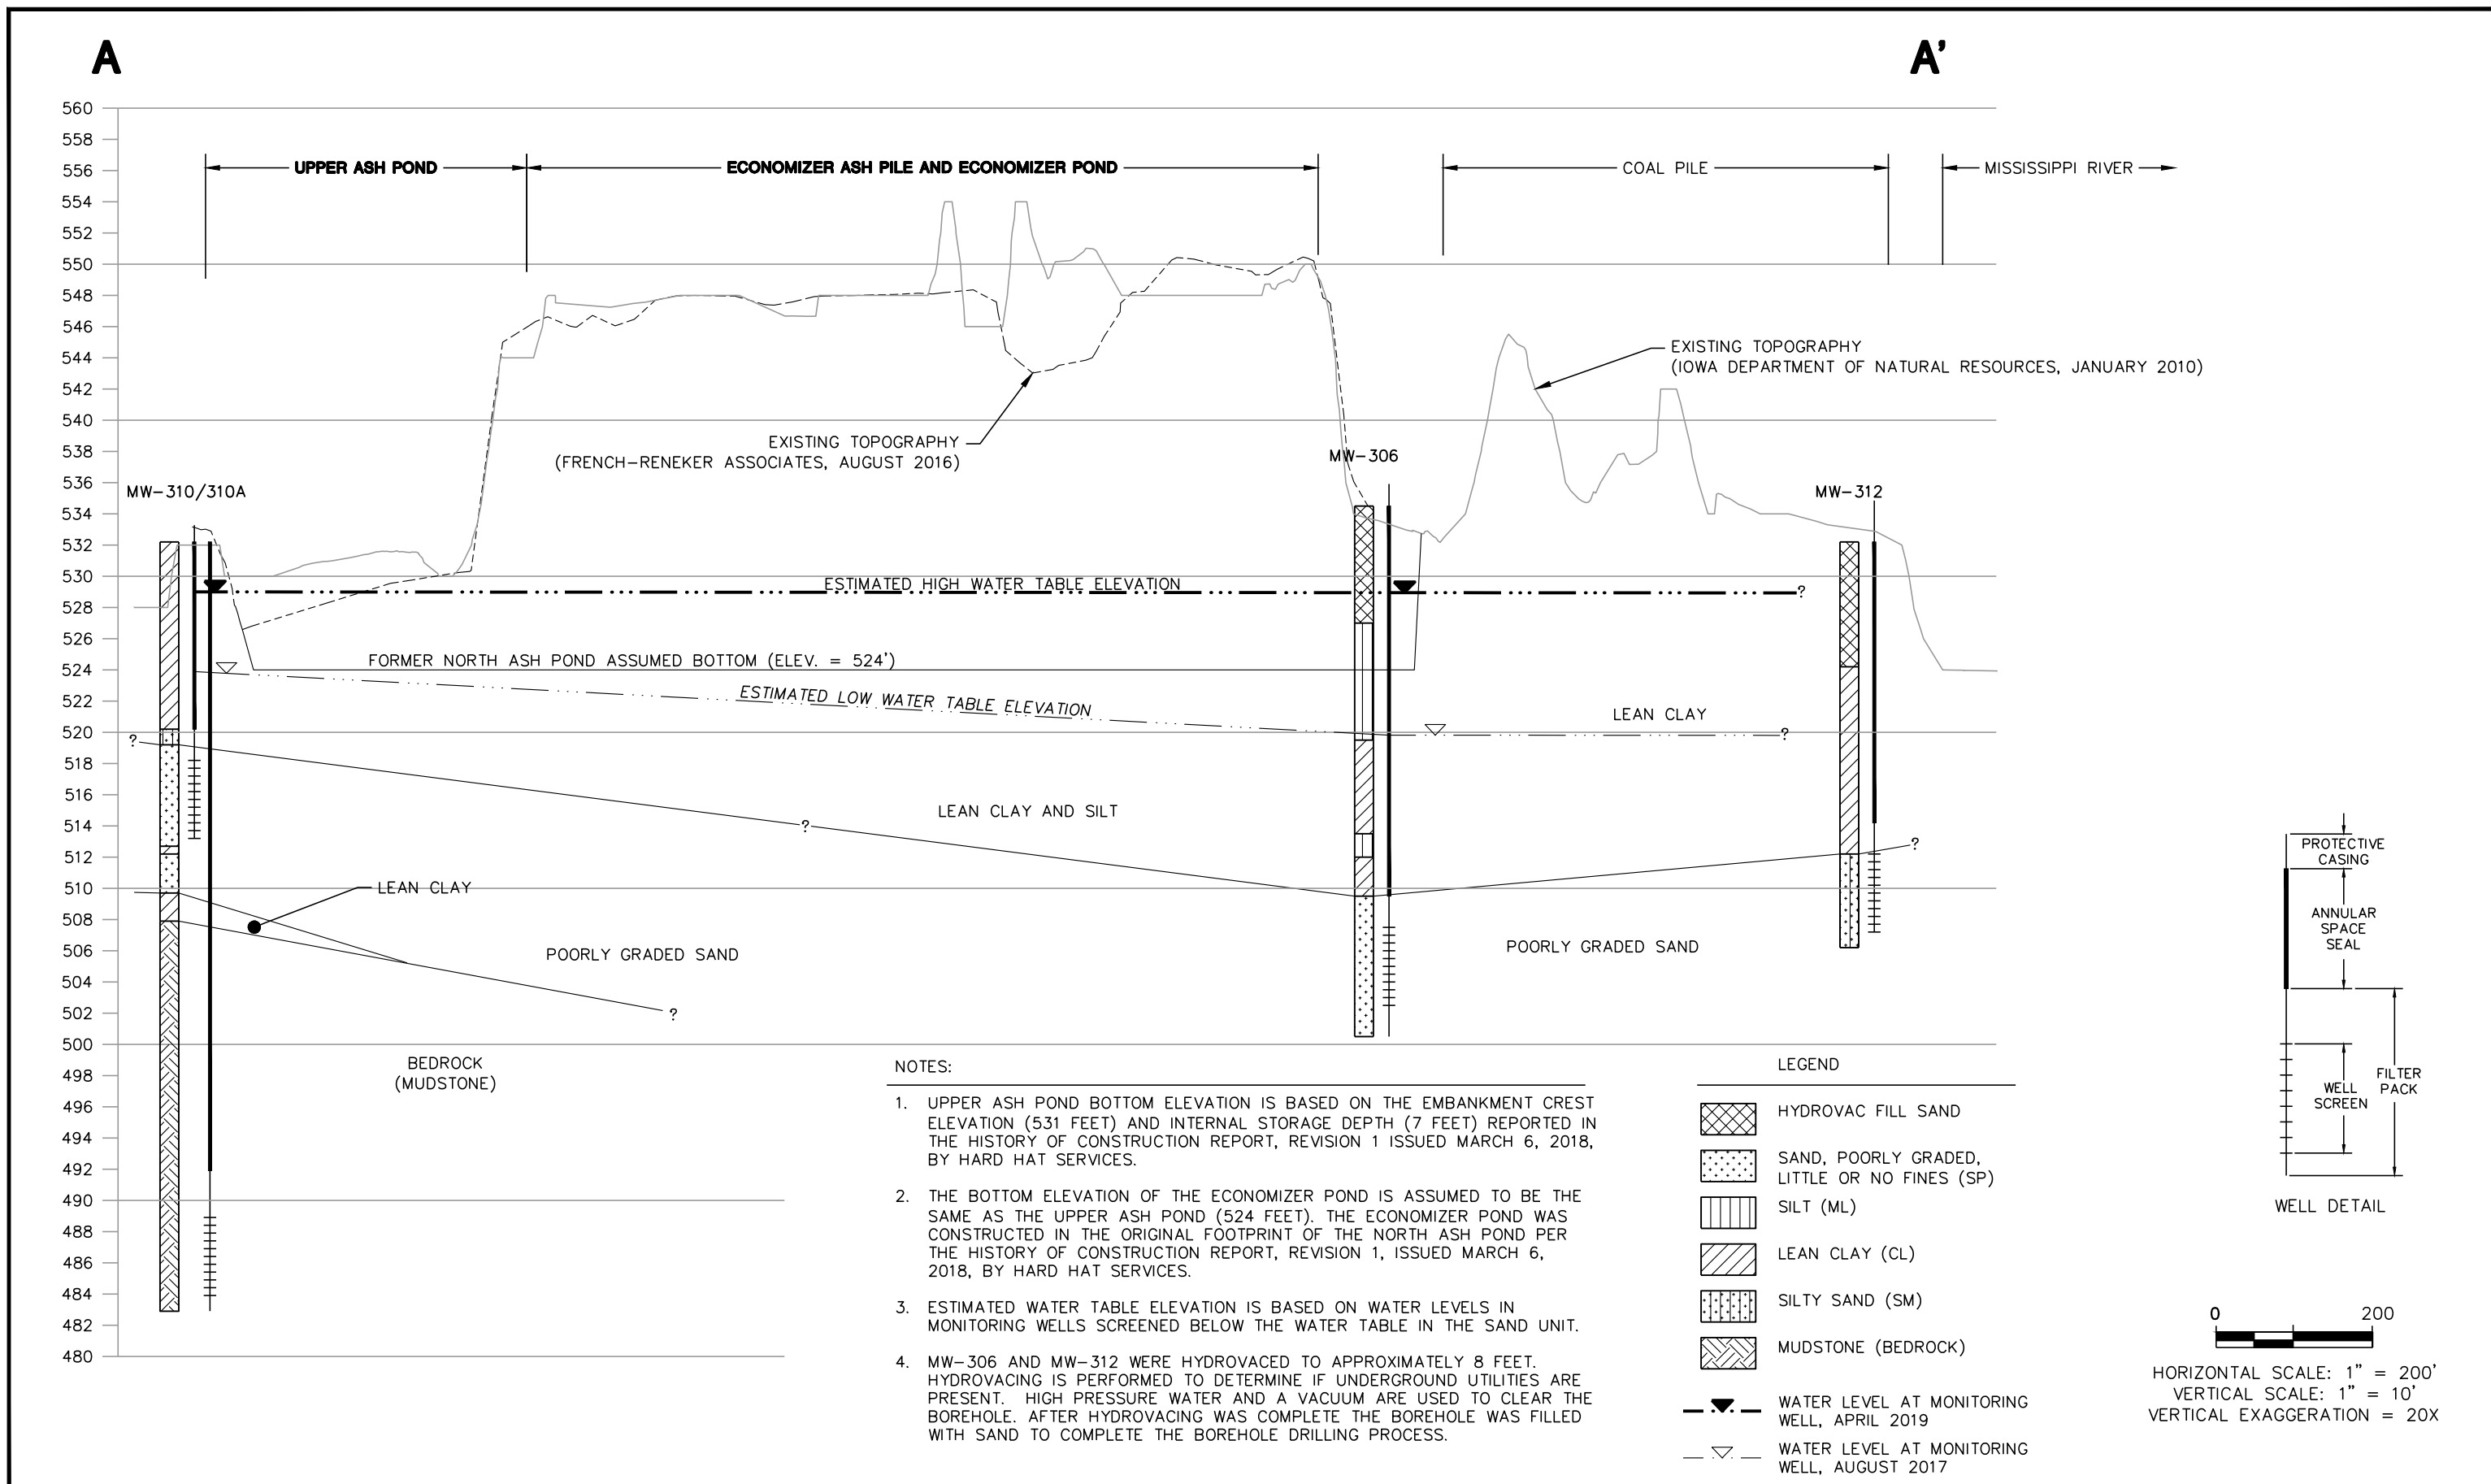 A
A'
560
558
556
554
552
550
548
546
544
542
540
538
536
534
532
530
528
526
524
522
520
518
516
514
512
510
508
506
504
502
500
498
496
494
492
490
488
486
484
482
480
UPPER ASH POND
ECONOMIZER ASH PILE AND ECONOMIZER POND
COAL PILE
MISSISSIPPI RIVER
EXISTING TOPOGRAPHY
(IOWA DEPARTMENT OF NATURAL RESOURCES, JANUARY 2010)
EXISTING TOPOGRAPHY
(FRENCH-RENEKER ASSOCIATES, AUGUST 2016)
MW-310/310A
MW-306
MW-312
ESTIMATED HIGH WATER TABLE ELEVATION
?
FORMER NORTH ASH POND ASSUMED BOTTOM (ELEV. = 524')
ESTIMATED LOW WATER TABLE ELEVATION
LEAN CLAY
?
?
LEAN CLAY AND SILT
?
?
LEAN CLAY
POORLY GRADED SAND
POORLY GRADED SAND
?
BEDROCK
(MUDSTONE)
NOTES:
1. UPPER ASH POND BOTTOM ELEVATION IS BASED ON THE EMBANKMENT CREST
ELEVATION (531 FEET) AND INTERNAL STORAGE DEPTH (7 FEET) REPORTED IN
THE HISTORY OF CONSTRUCTION REPORT, REVISION 1 ISSUED MARCH 6, 2018,
BY HARD HAT SERVICES.
2. THE BOTTOM ELEVATION OF THE ECONOMIZER POND IS ASSUMED TO BE THE
SAME AS THE UPPER ASH POND (524 FEET). THE ECONOMIZER POND WAS
CONSTRUCTED IN THE ORIGINAL FOOTPRINT OF THE NORTH ASH POND PER
THE HISTORY OF CONSTRUCTION REPORT, REVISION 1, ISSUED MARCH 6,
2018, BY HARD HAT SERVICES.
3. ESTIMATED WATER TABLE ELEVATION IS BASED ON WATER LEVELS IN
MONITORING WELLS SCREENED BELOW THE WATER TABLE IN THE SAND UNIT.
4. MW-306 AND MW-312 WERE HYDROVACED TO APPROXIMATELY 8 FEET.
HYDROVACING IS PERFORMED TO DETERMINE IF UNDERGROUND UTILITIES ARE
PRESENT. HIGH PRESSURE WATER AND A VACUUM ARE USED TO CLEAR THE
BOREHOLE. AFTER HYDROVACING WAS COMPLETE THE BOREHOLE WAS FILLED
WITH SAND TO COMPLETE THE BOREHOLE DRILLING PROCESS.
LEGEND
HYDROVAC FILL SAND
SAND, POORLY GRADED,
LITTLE OR NO FINES (SP)
SILT (ML)
LEAN CLAY (CL)
SILTY SAND (SM)
MUDSTONE (BEDROCK)
WATER LEVEL AT MONITORING
WELL, APRIL 2019
WATER LEVEL AT MONITORING
WELL, AUGUST 2017
PROTECTIVE
CASING
ANNULAR
SPACE
SEAL
WELL
SCREEN
FILTER
PACK
WELL DETAIL
0 200
HORIZONTAL SCALE: 1" = 200'
VERTICAL SCALE: 1" = 10'
VERTICAL EXAGGERATION = 20X